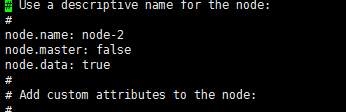 # Use a descriptive name for the node:
#
node.name: node-2
node.master: false
node.data: true
#
# Add custom attributes to the node:
#